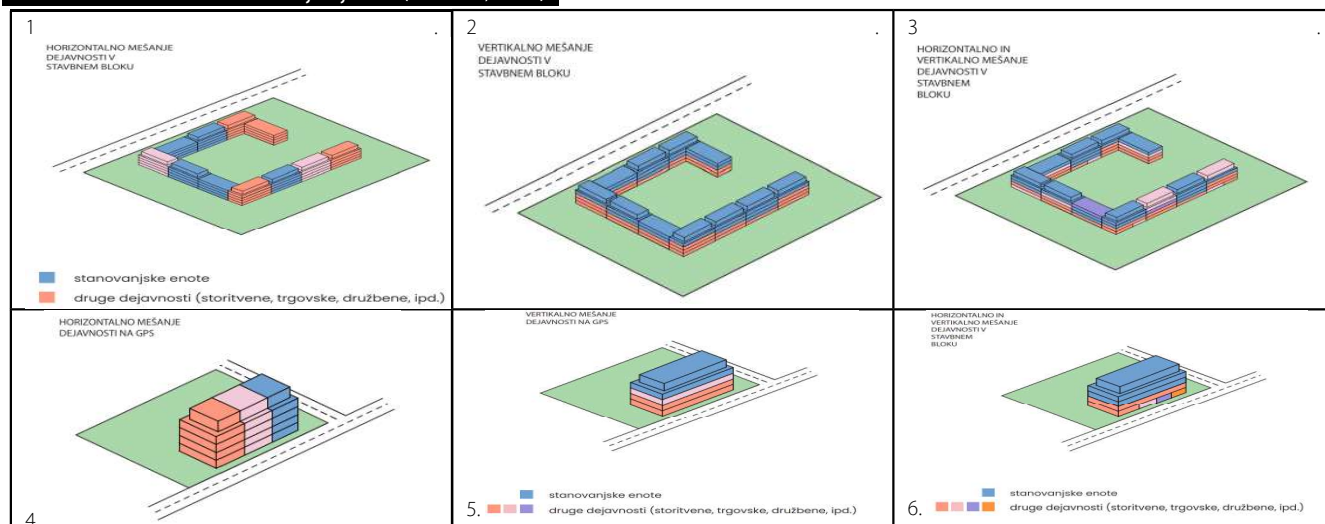 1
HORIZONTALNO MEŠANJE
DEJAVNOSTI V
STAVBNEM BLOKU
.
stanovanjske enote
druge dejavnosti (storitvene, trgovske, družbene, ipd.)
2
VERTIKALNO MEŠANJE
DEJAVNOSTI V
STAVBNEM BLOKU
.
3
HORIZONTALNO IN
VERTIKALNO MEŠANJE
DEJAVNOSTI V
STAVBNEM
BLOKU
.
HORIZONTALNO MEŠANJE
DEJAVNOSTI NA GPS
4
VERTIKALNO MEŠANJE
DEJAVNOSTI NA GPS
5.
stanovanjske enote
druge dejavnosti (storitvene, trgovske, družbene, ipd.)
HORIZONTALNO IN
VERTIKALNO MEŠANJE
DEJAVNOSTI V
STAVBNEM
BLOKU
6.
stanovanjske enote
druge dejavnosti (storitvene, trgovske, družbene, ipd.)